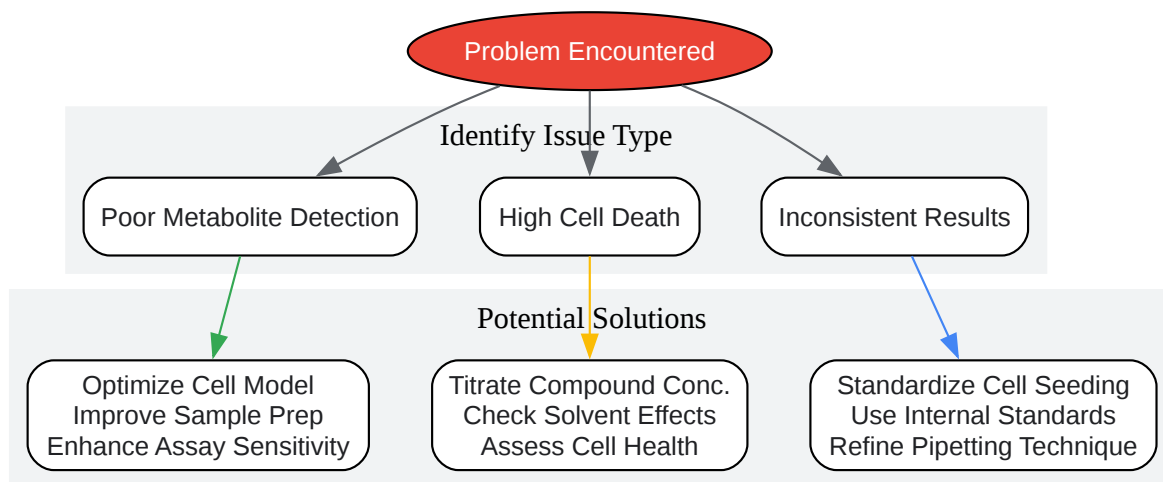 Problem Encountered
Identify Issue Type
Poor Metabolite Detection
High Cell Death
Inconsistent Results
Potential Solutions
Optimize Cell Model
Improve Sample Prep
Enhance Assay Sensitivity
Titrate Compound Conc.
Check Solvent Effects
Assess Cell Health
Standardize Cell Seeding
Use Internal Standards
Refine Pipetting Technique